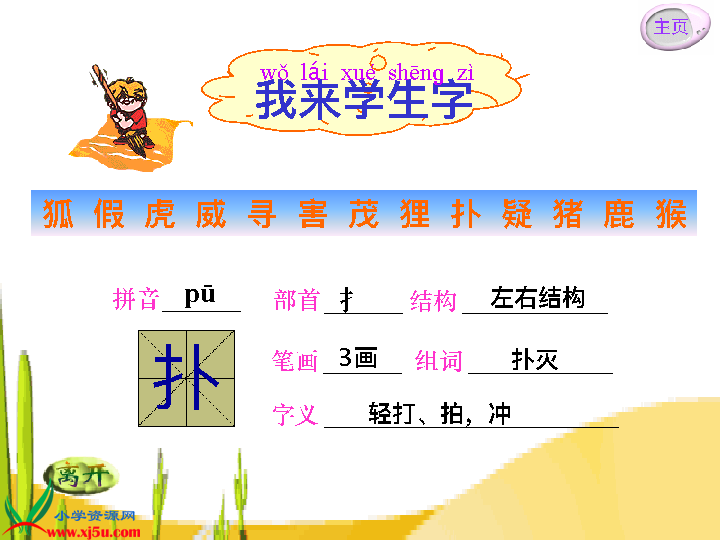 主页
wǒ lái xué shēng zì
我来学生字
狐 假 虎 威 寻 害 茂 狸 扑 疑 猪 鹿 猴
拼音 pū 部首 扌 结构 左右结构
扑
笔画 3画 组词 扑灭
字义 轻打、拍，冲
离开
小学资源网
www.xj5u.com